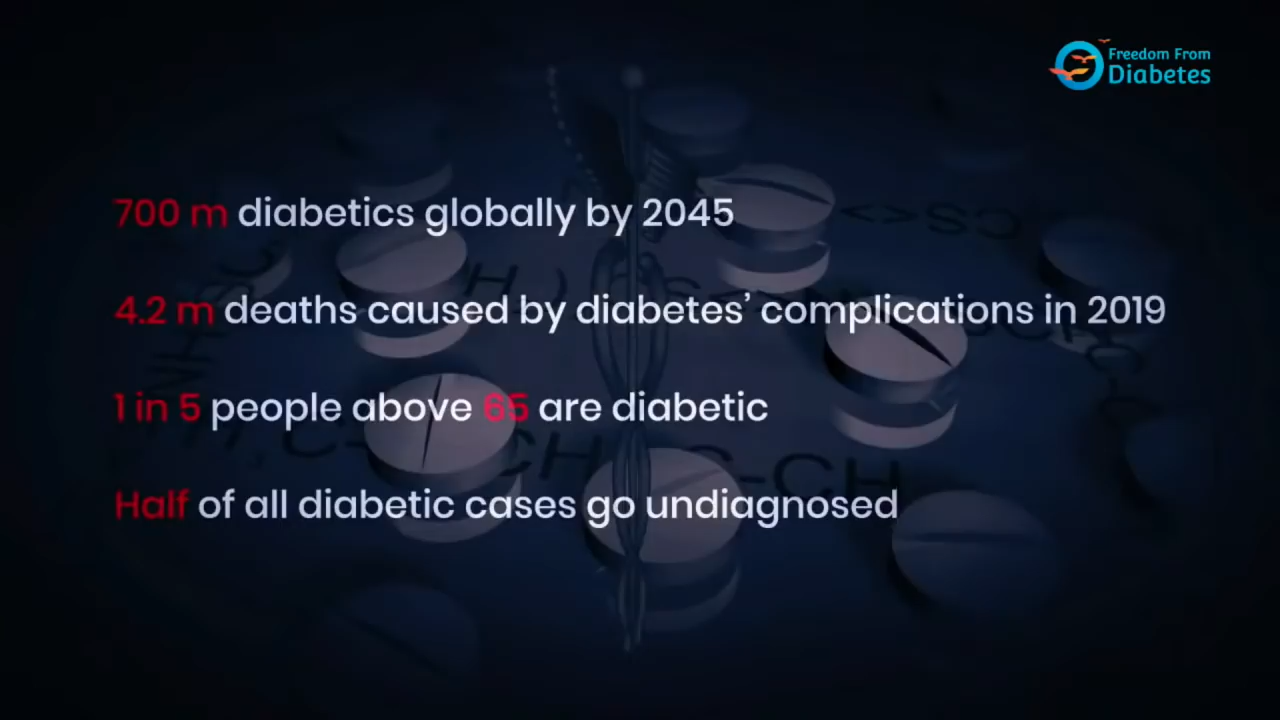 Freedom From
Diabetes
700 m diabetics globally by 2045
4.2 m deaths caused by diabetes’ complications in 2019
1 in 5 people above 65 are diabetic
Half of all diabetic cases go undiagnosed